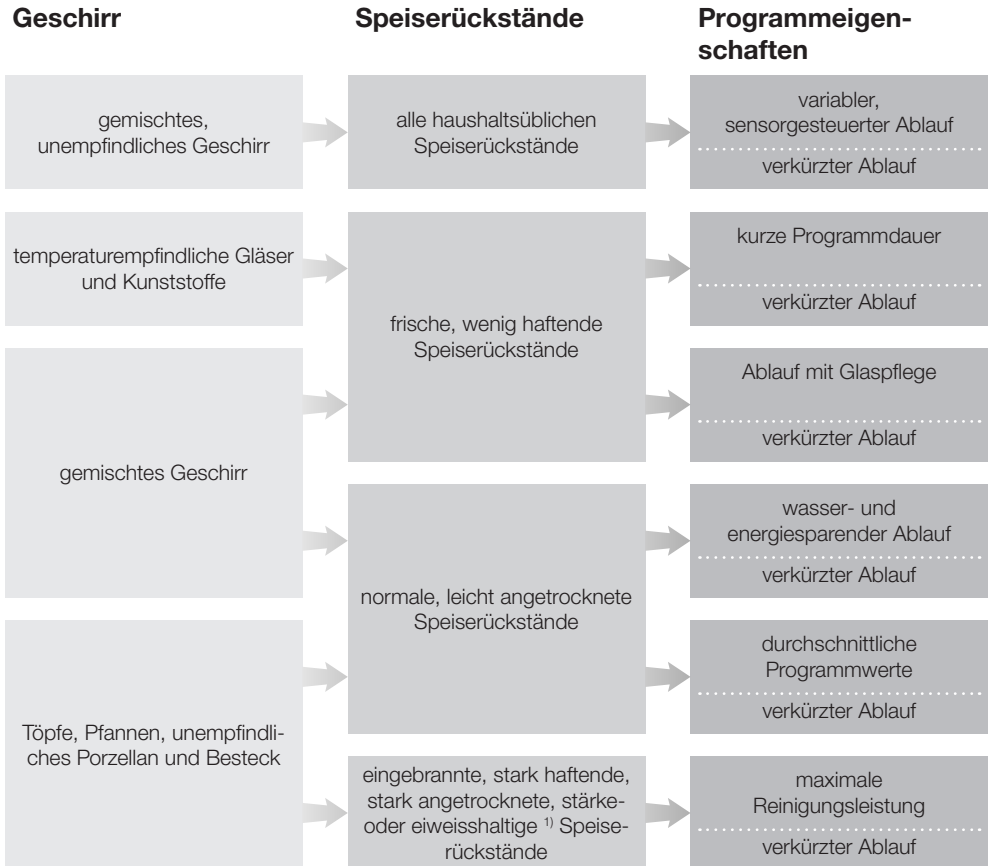 Geschirr
Speiserückstände
Programmeigen-
schaften
gemischtes,
unempfindliches Geschirr
alle haushaltsüblichen
Speiserückstände
variabler,
sensorgesteuerter Ablauf
verkürzter Ablauf
temperaturempfindliche Gläser
und Kunststoffe
frische, wenig haftende
Speiserückstände
kurze Programmdauer
verkürzter Ablauf
Ablauf mit Glaspflege
verkürzter Ablauf
gemischtes Geschirr
normale, leicht angetrocknete
Speiserückstände
wasser- und
energiesparender Ablauf
verkürzter Ablauf
durchschnittliche
Programmwerte
verkürzter Ablauf
Töpfe, Pfannen, unempfindli-
ches Porzellan und Besteck
eingebrannte, stark haftende,
stark angetrocknete, stärke-
oder eiweisshaltige 1) Speise-
rückstände
maximale
Reinigungsleistung
verkürzter Ablauf